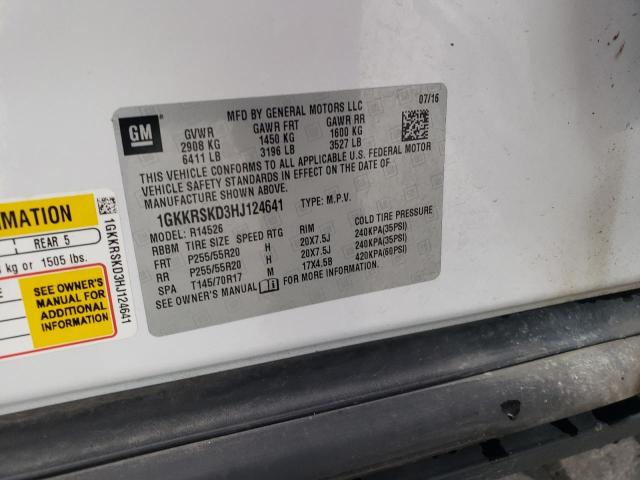 MFD BY GENERAL MOTORS LLC 07/16
GM
GVWR GAWR FRT GAWR RR
2908 KG 1450 KG 1600 KG
6411 LB 3196 LB 3527 LB
THIS VEHICLE CONFORMS TO ALL APPLICABLE U.S. FEDERAL MOTOR
VEHICLE SAFETY STANDARDS IN EFFECT ON THE DATE OF
MANUFACTURE SHOWN ABOVE.
1GKKRSKD3HJ124641 TYPE: M.P.V.
MODEL: R14526
RBBM TIRE SIZE SPEED RTG RIM COLD TIRE PRESSURE
FRT P255/55R20 H 20X7.5J 240KPA(35PSI)
RR P255/55R20 H 20X7.5J 240KPA(35PSI)
SPA T145/70R17 M 17X4.5B 420KPA(60PSI)
SEE OWNER'S MANUAL FOR MORE INFORMATION.
RMATION
REAR 5
kg or 1505 lbs.
SEE OWNER'S
MANUAL FOR
ADDITIONAL
INFORMATION
1GKKRSKD3HJ124641